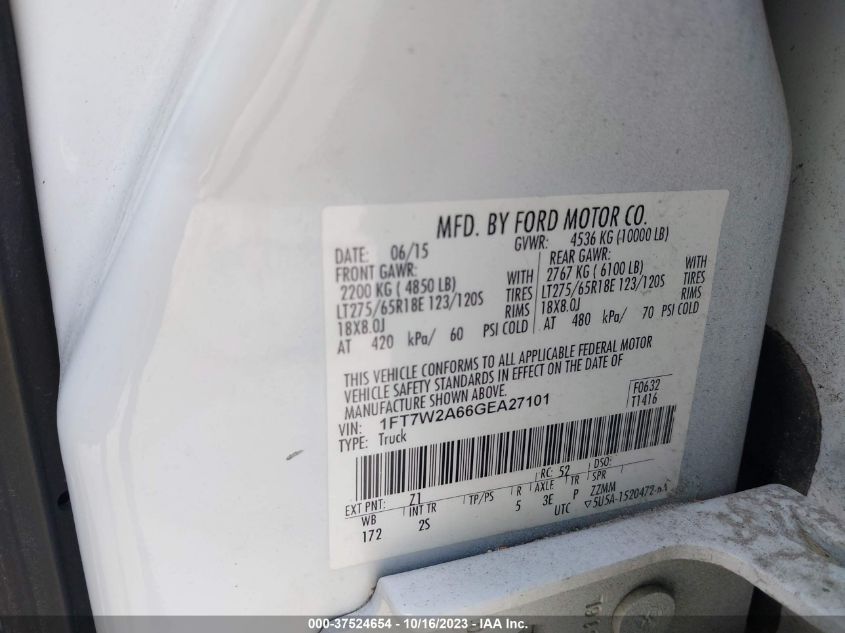 MFD. BY FORD MOTOR CO.
DATE: 06/15 GVWR: 4536 KG (10000 LB)
FRONT GAWR: REAR GAWR:
2200 KG ( 4850 LB) WITH 2767 KG ( 6100 LB) WITH
LT275/65R18E 123/120S TIRES LT275/65R18E 123/120S TIRES
18X8.0J RIMS 18X8.0J RIMS
AT 420 kPa/ 60 PSI COLD AT 480 kPa/ 70 PSI COLD
THIS VEHICLE CONFORMS TO ALL APPLICABLE FEDERAL MOTOR
VEHICLE SAFETY STANDARDS IN EFFECT ON THE DATE OF
MANUFACTURE SHOWN ABOVE.
VIN: 1FT7W2A66GEA27101 F0632
TYPE: Truck T1416
EXT PNT: Z1 RC: 52 DSO:
WB INT TR TP/PS R AXLE TR SPR
172 2S 5 3E P ZZMM
UTC ▽5USA-1520472-
000-37524654 | 10/16/2023 | IAA Inc.